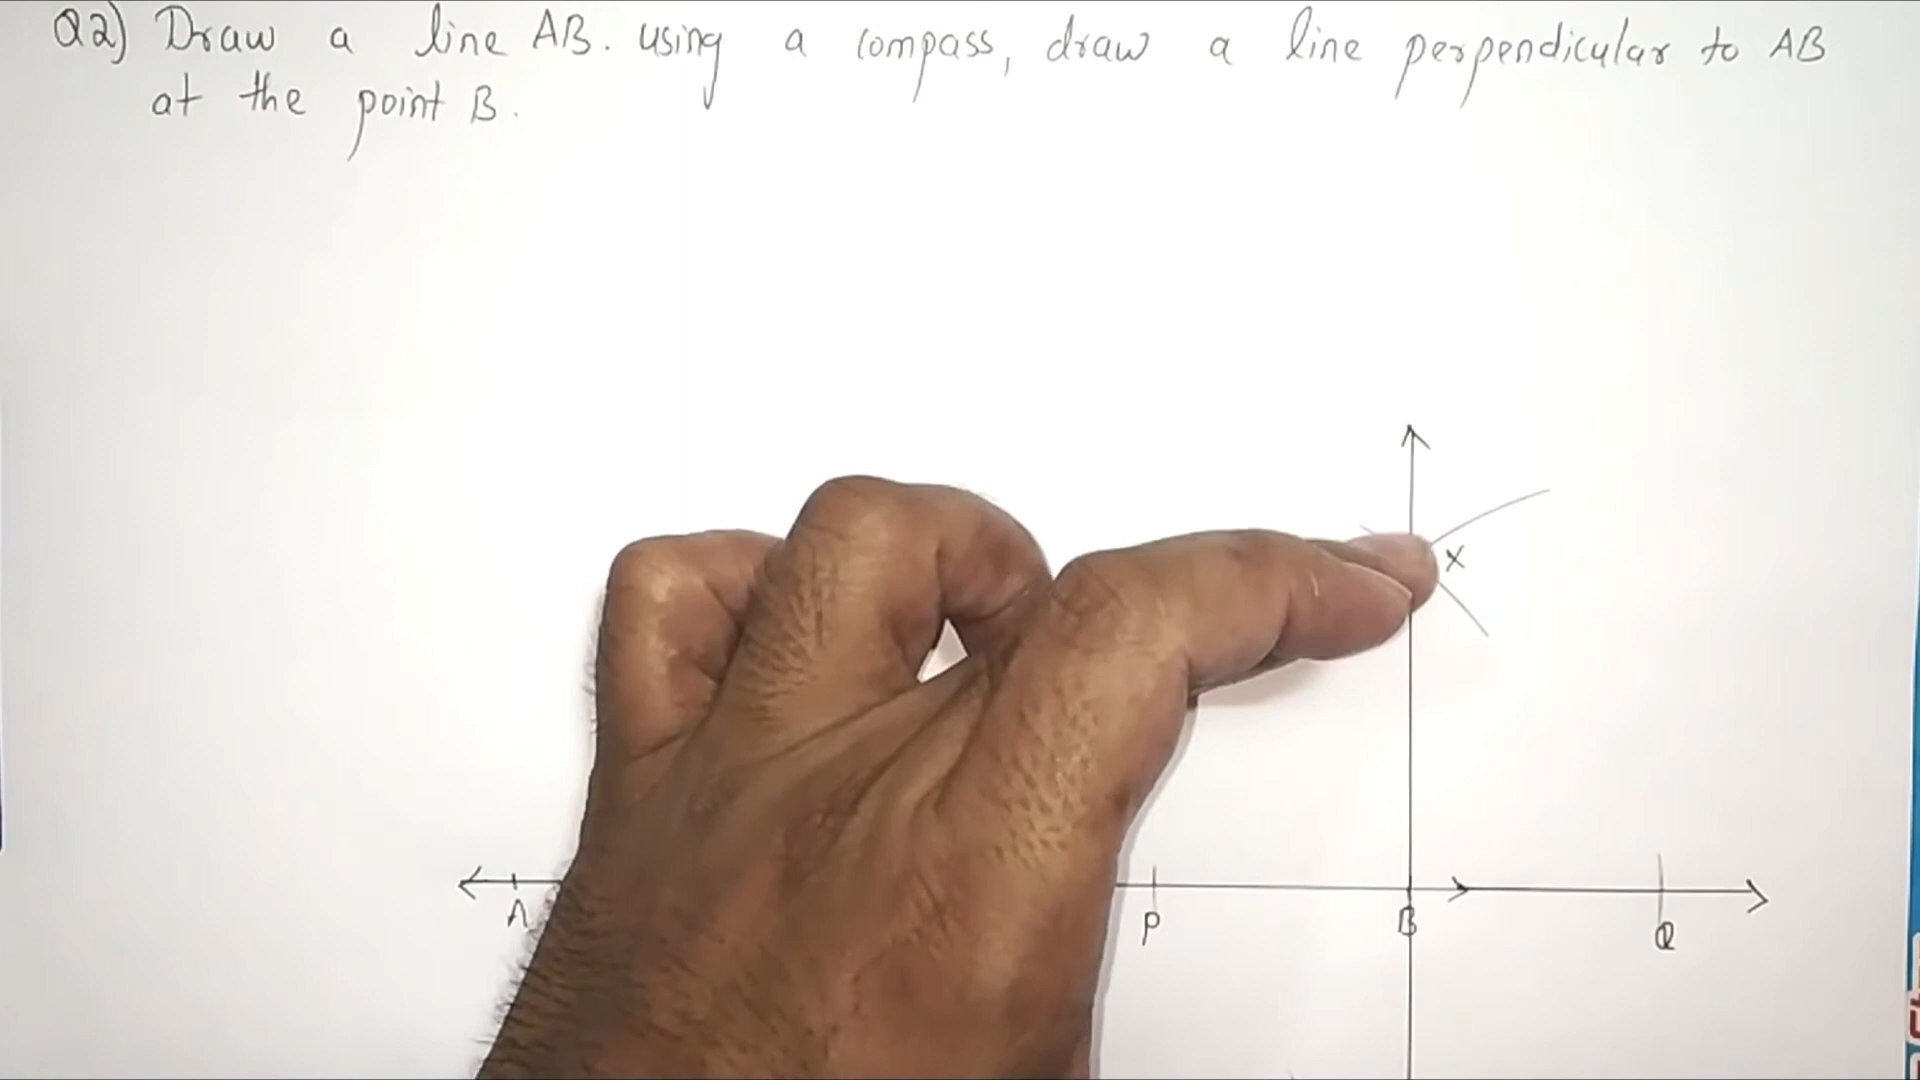 Q2) Draw a line AB. using a compass, draw a line perpendicular to AB
at the point B.
X
A P B Q